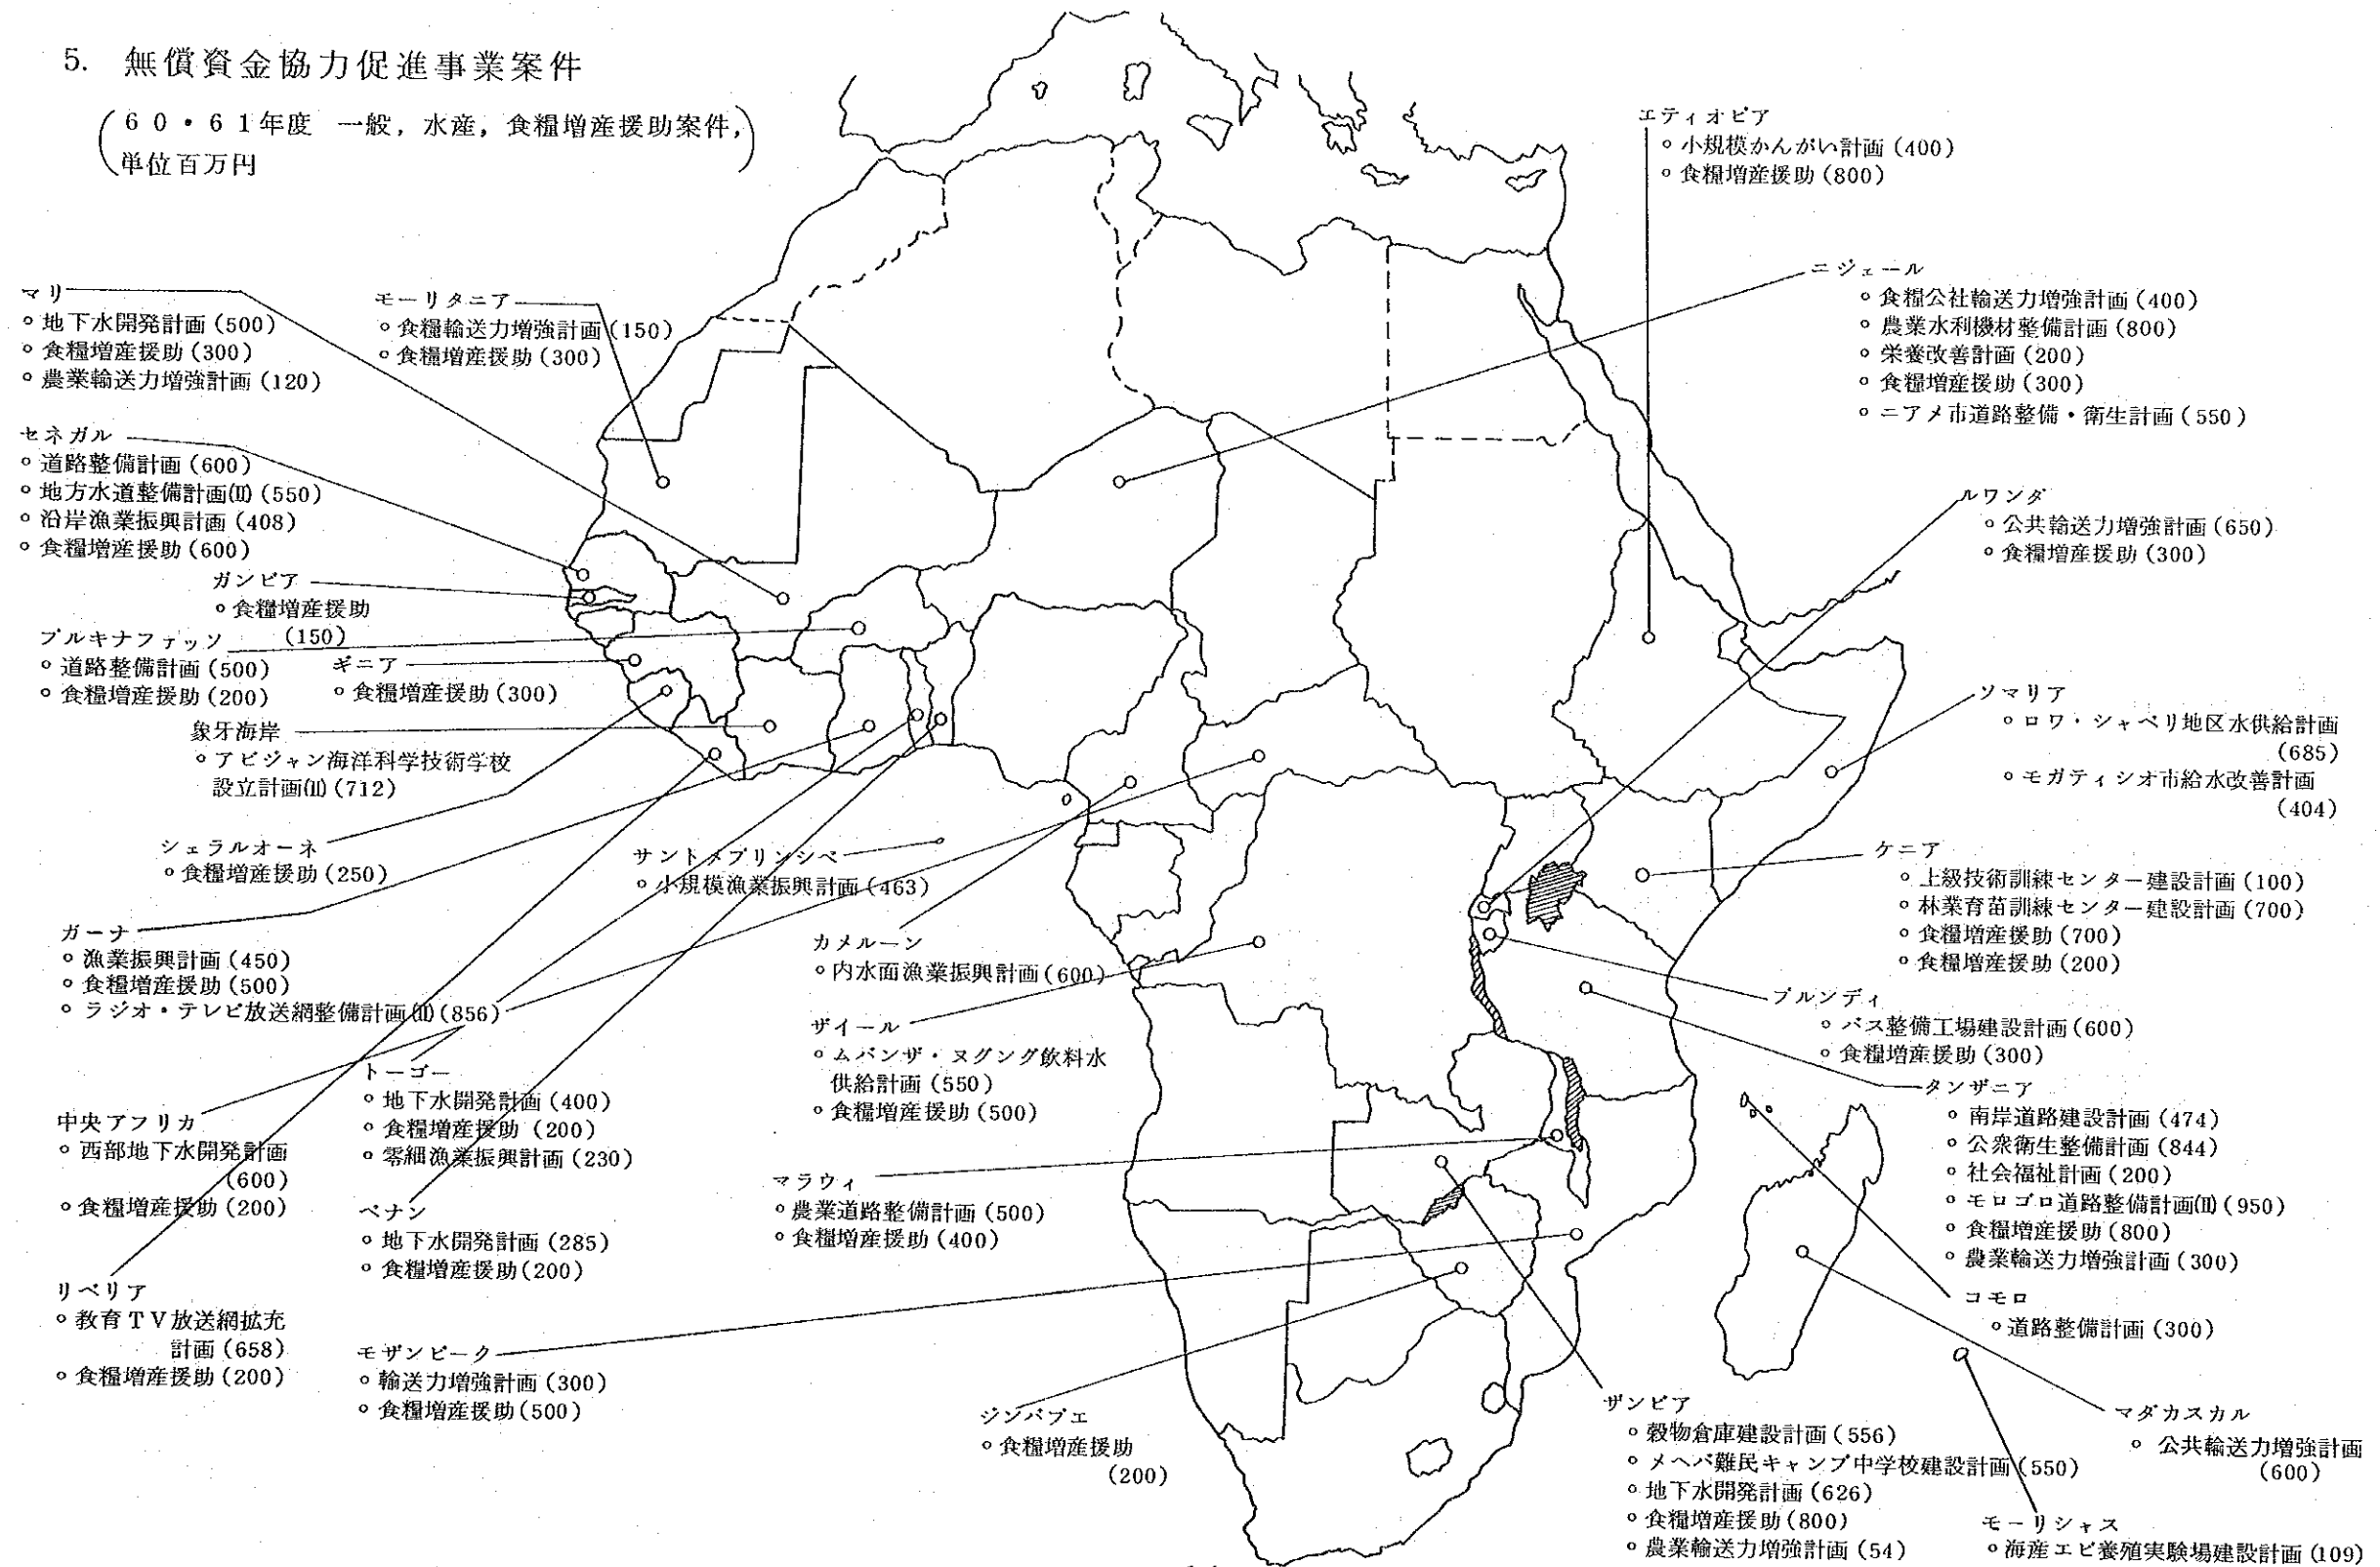 5. 無償資金協力促進事業案件
(60・61年度 一般, 水産, 食糧増産援助案件,
単位百万円)
マリ
○ 地下水開発計画 (500)
○ 食糧増産援助 (300)
○ 農業輸送力増強計画 (120)
モーリタニア
○ 食糧輸送力増強計画 (150)
○ 食糧増産援助 (300)
セネガル
○ 道路整備計画 (600)
○ 地方水道整備計画(Ⅱ) (550)
○ 沿岸漁業振興計画 (408)
○ 食糧増産援助 (600)
ガンビア
○ 食糧増産援助
(150)
ブルキナファッソ
○ 道路整備計画 (500)
○ 食糧増産援助 (200)
ギニア
○ 食糧増産援助 (300)
象牙海岸
○ アビジャン海洋科学技術学校
設立計画(Ⅱ) (712)
シェラルオーネ
○ 食糧増産援助 (250)
ガーナ
○ 漁業振興計画 (450)
○ 食糧増産援助 (500)
○ ラジオ・テレビ放送網整備計画(Ⅱ) (856)
中央アフリカ
○ 西部地下水開発計画
(600)
○ 食糧増産援助 (200)
リベリア
○ 教育TV放送網拡充
計画 (658)
○ 食糧増産援助 (200)
トーゴー
○ 地下水開発計画 (400)
○ 食糧増産援助 (200)
○ 零細漁業振興計画 (230)
ベナン
○ 地下水開発計画 (285)
○ 食糧増産援助 (200)
モザンビーク
○ 輸送力増強計画 (300)
○ 食糧増産援助 (500)
サントメプリンシペ
○ 小規模漁業振興計画 (463)
カメルーン
○ 内水面漁業振興計画 (600)
ザイール
○ ムバンザ・ヌグング飲料水
供給計画 (550)
○ 食糧増産援助 (500)
マラウィ
○ 農業道路整備計画 (500)
○ 食糧増産援助 (400)
ジンバブエ
○ 食糧増産援助
(200)
エティオピア
○ 小規模かんがい計画 (400)
○ 食糧増産援助 (800)
ニジェール
○ 食糧公社輸送力増強計画 (400)
○ 農業水利機材整備計画 (800)
○ 栄養改善計画 (200)
○ 食糧増産援助 (300)
○ ニアメ市道路整備・衛生計画 (550)
ルワンダ
○ 公共輸送力増強計画 (650)
○ 食糧増産援助 (300)
ソマリア
○ ロワ・シャベリ地区水供給計画
(685)
○ モガディシオ市給水改善計画
(404)
ケニア
○ 上級技術訓練センター建設計画 (100)
○ 林業育苗訓練センター建設計画 (700)
○ 食糧増産援助 (700)
○ 食糧増産援助 (200)
ブルンディ
○ バス整備工場建設計画 (600)
○ 食糧増産援助 (300)
タンザニア
○ 南岸道路建設計画 (474)
○ 公衆衛生整備計画 (844)
○ 社会福祉計画 (200)
○ モロゴロ道路整備計画(Ⅱ) (950)
○ 食糧増産援助 (800)
○ 農業輸送力増強計画 (300)
コモロ
○ 道路整備計画 (300)
マダカスカル
○ 公共輸送力増強計画
(600)
ザンビア
○ 穀物倉庫建設計画 (556)
○ メヘバ難民キャンプ中学校建設計画 (550)
○ 地下水開発計画 (626)
○ 食糧増産援助 (800)
○ 農業輸送力増強計画 (54)
モーリシャス
○ 海産エビ養殖実験場建設計画 (109)